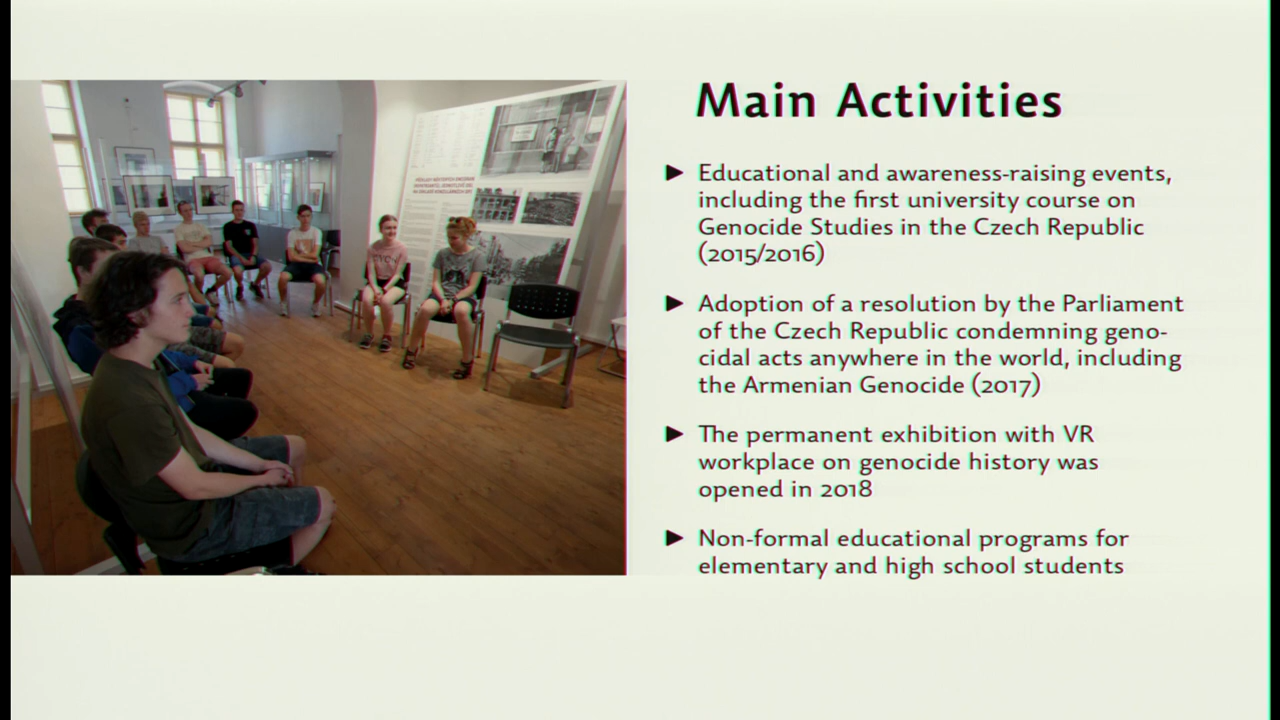 Main Activities
► Educational and awareness-raising events,
including the first university course on
Genocide Studies in the Czech Republic
(2015/2016)
► Adoption of a resolution by the Parliament
of the Czech Republic condemning geno-
cidal acts anywhere in the world, including
the Armenian Genocide (2017)
► The permanent exhibition with VR
workplace on genocide history was
opened in 2018
► Non-formal educational programs for
elementary and high school students